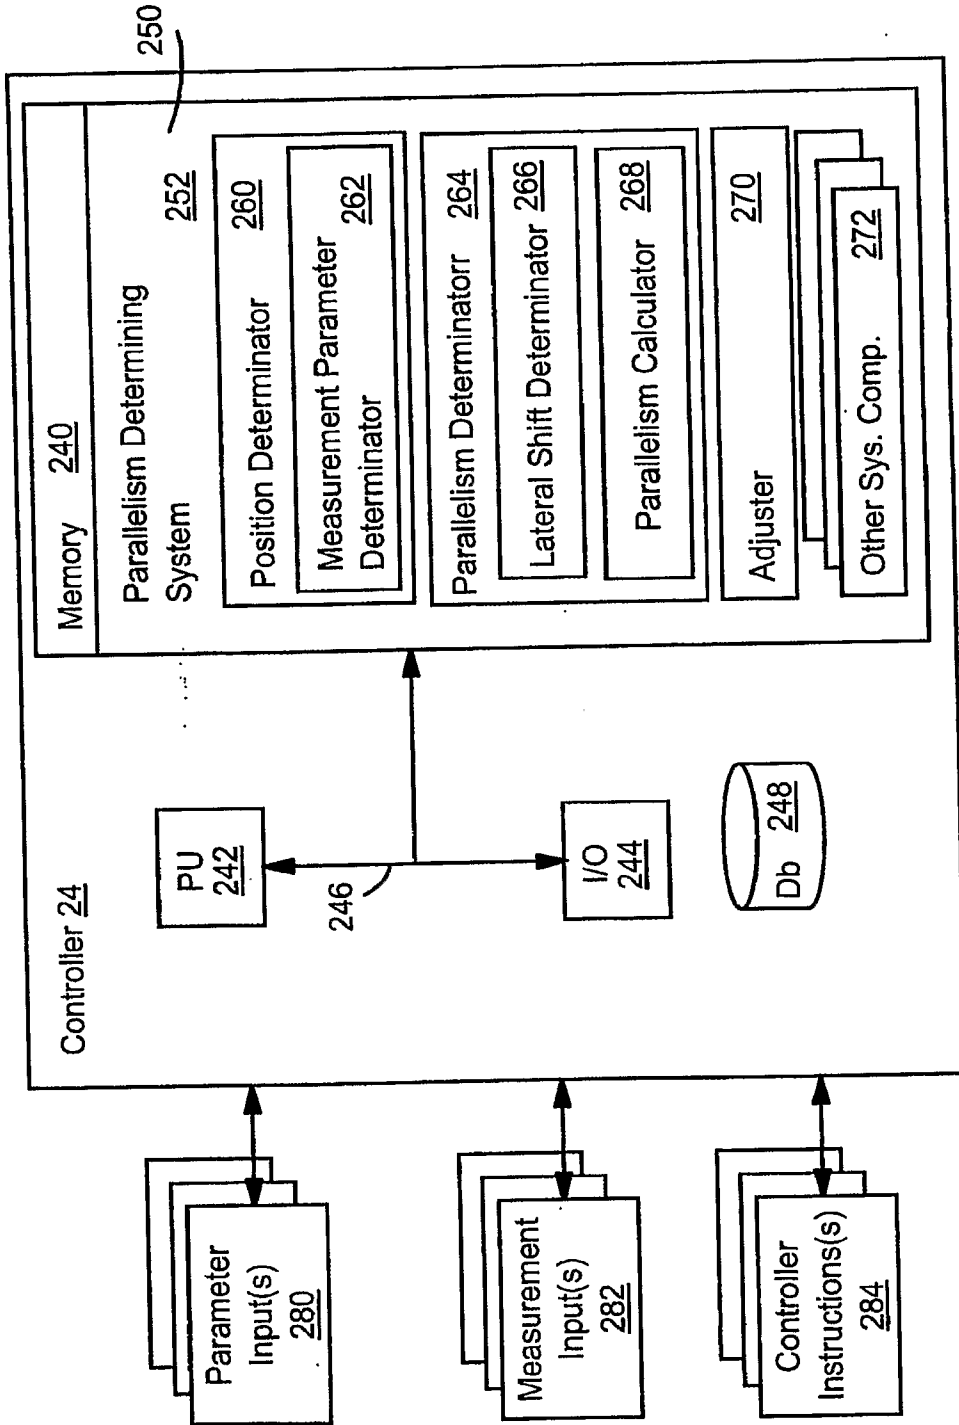 Controller 24
PU
242
246
I/O
244
Db 248
Memory 240
250
Parallelism Determining
System 252
Position Determinator 260
Measurement Parameter
Determinator 262
Parallelism Determinatorr 264
Lateral Shift Determinator 266
Parallelism Calculator 268
Adjuster 270
Other Sys. Comp. 272
Parameter
Input(s)
280
Measurement
Input(s)
282
Controller
Instructions(s)
284